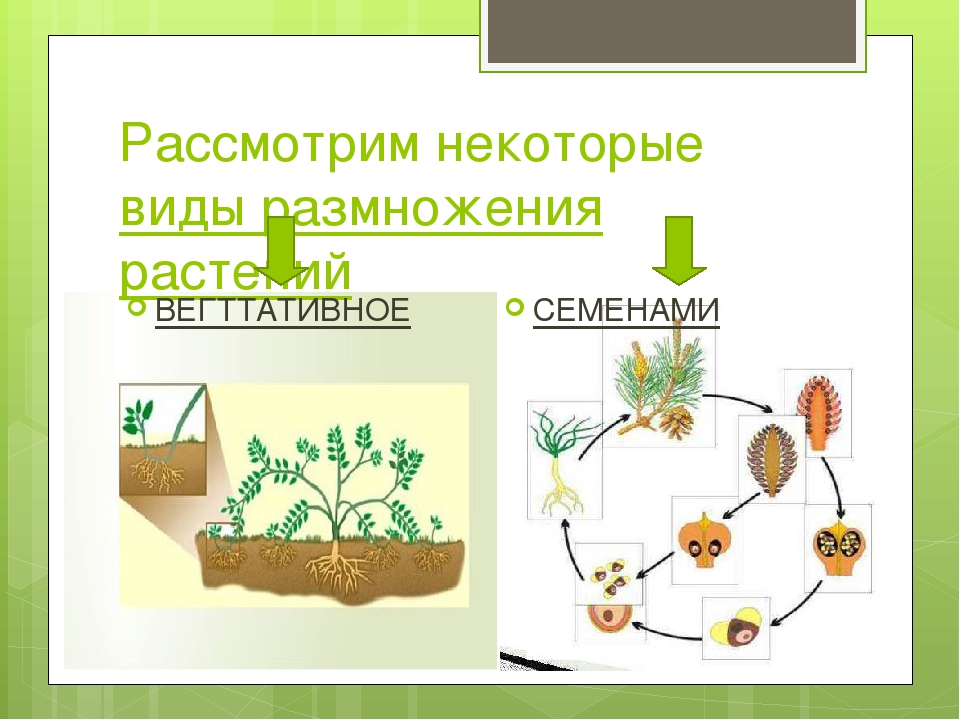 Рассмотрим некоторые
виды размножения
растений
ВЕГТТАТИВНОЕ
СЕМЕНАМИ